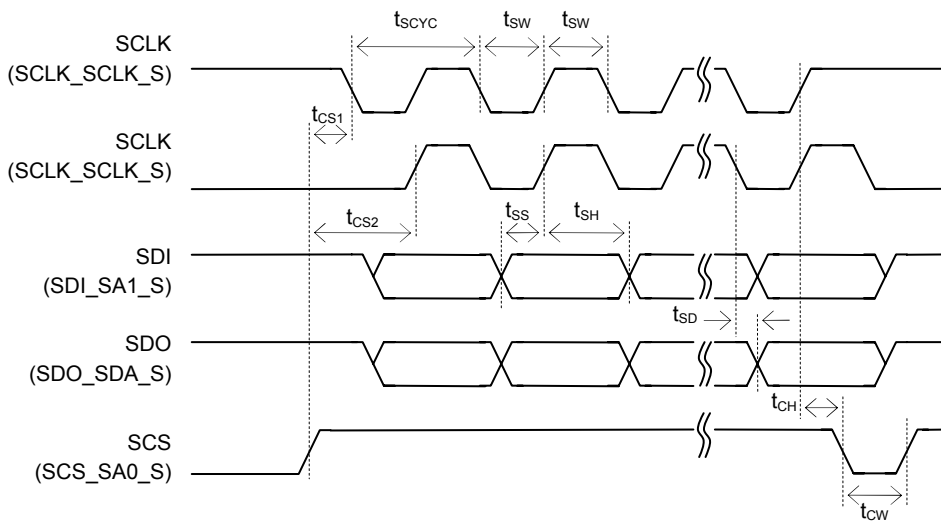 tSCYC tSW tSW
SCLK
(SCLK_SCLK_S)
tCS1
SCLK
(SCLK_SCLK_S)
tCS2 tSS tSH
SDI
(SDI_SA1_S)
tSD
SDO
(SDO_SDA_S)
tCH
SCS
(SCS_SA0_S)
tCW